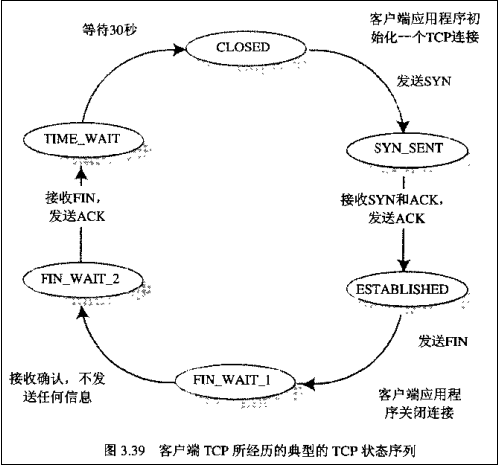 等待30秒
CLOSED
客户端应用程序初
始化一个TCP连接
发送SYN
TIME_WAIT
SYN_SENT
接收FIN，
发送ACK
接收SYN和ACK，
发送ACK
FIN_WAIT_2
ESTABLISHED
发送FIN
接收确认，不发
送任何信息
FIN_WAIT_1
客户端应用程
序关闭连接
图 3.39 客户端 TCP 所经历的典型的 TCP 状态序列